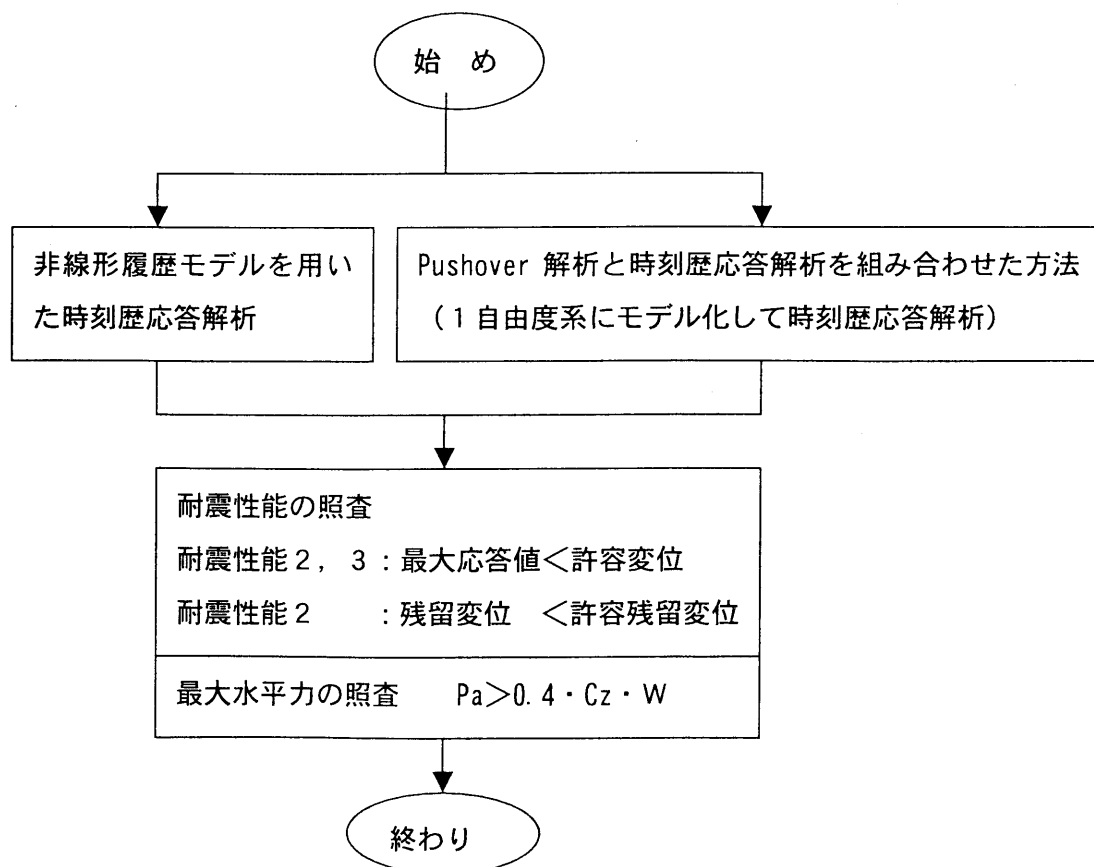 始 め
非線形履歴モデルを用い
た時刻歴応答解析
Pushover 解析と時刻歴応答解析を組み合わせた方法
(1自由度系にモデル化して時刻歴応答解析)
耐震性能の照査
耐震性能2,3:最大応答値<許容変位
耐震性能2 :残留変位 <許容残留変位
最大水平力の照査 Pa>0.4・Cz・W
終わり